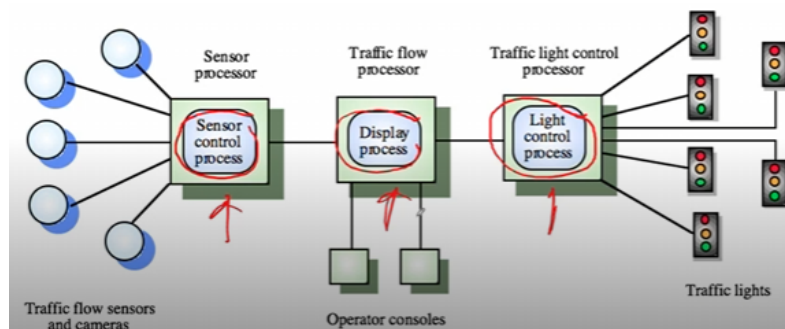 Sensor
processor
Traffic flow
processor
Traffic light control
processor
Sensor
control
process
Display
process
Light
control
process
Traffic flow sensors
and cameras
Operator consoles
Traffic lights